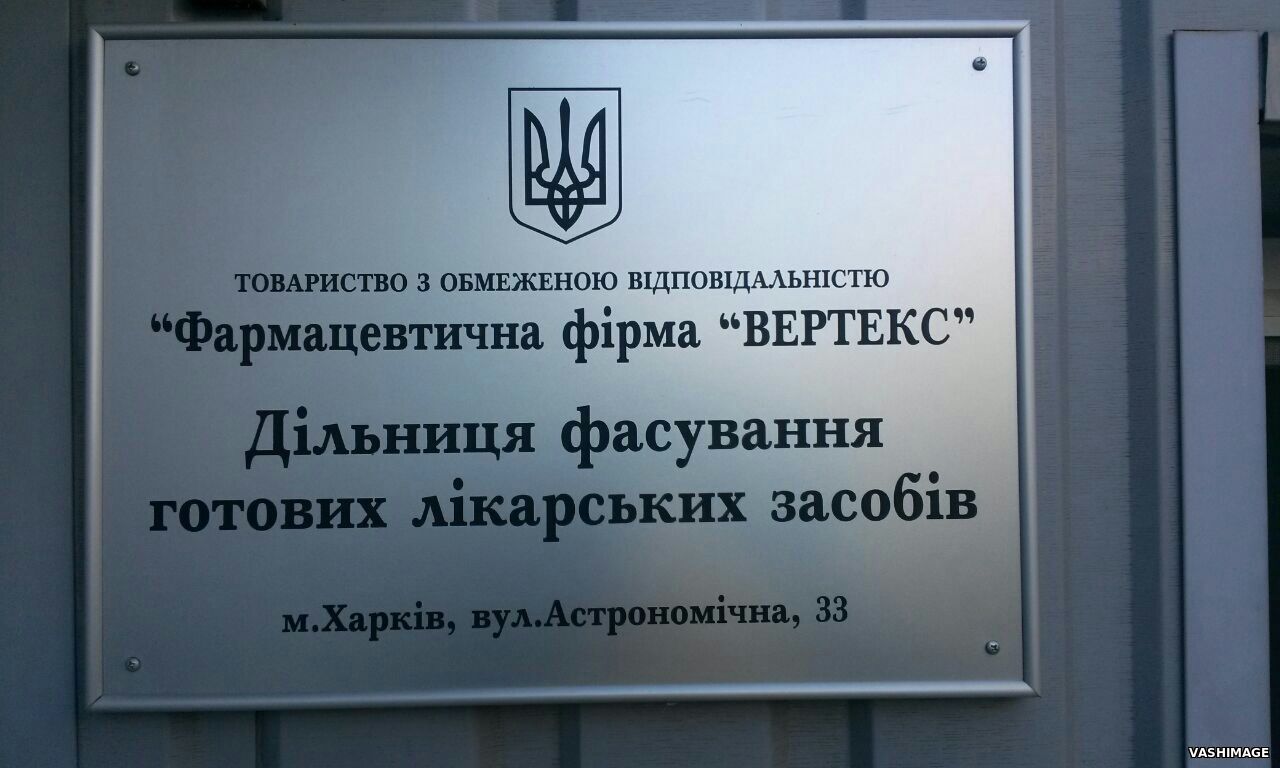 ТОВАРИСТВО З ОБМЕЖЕНОЮ ВІДПОВІДАЛЬНІСТЮ
“Фармацевтична фірма “ВЕРТЕКС”
Дільниця фасування
готових лікарських засобів
м.Харків, вул.Астрономічна, 33
VASHIMAGE